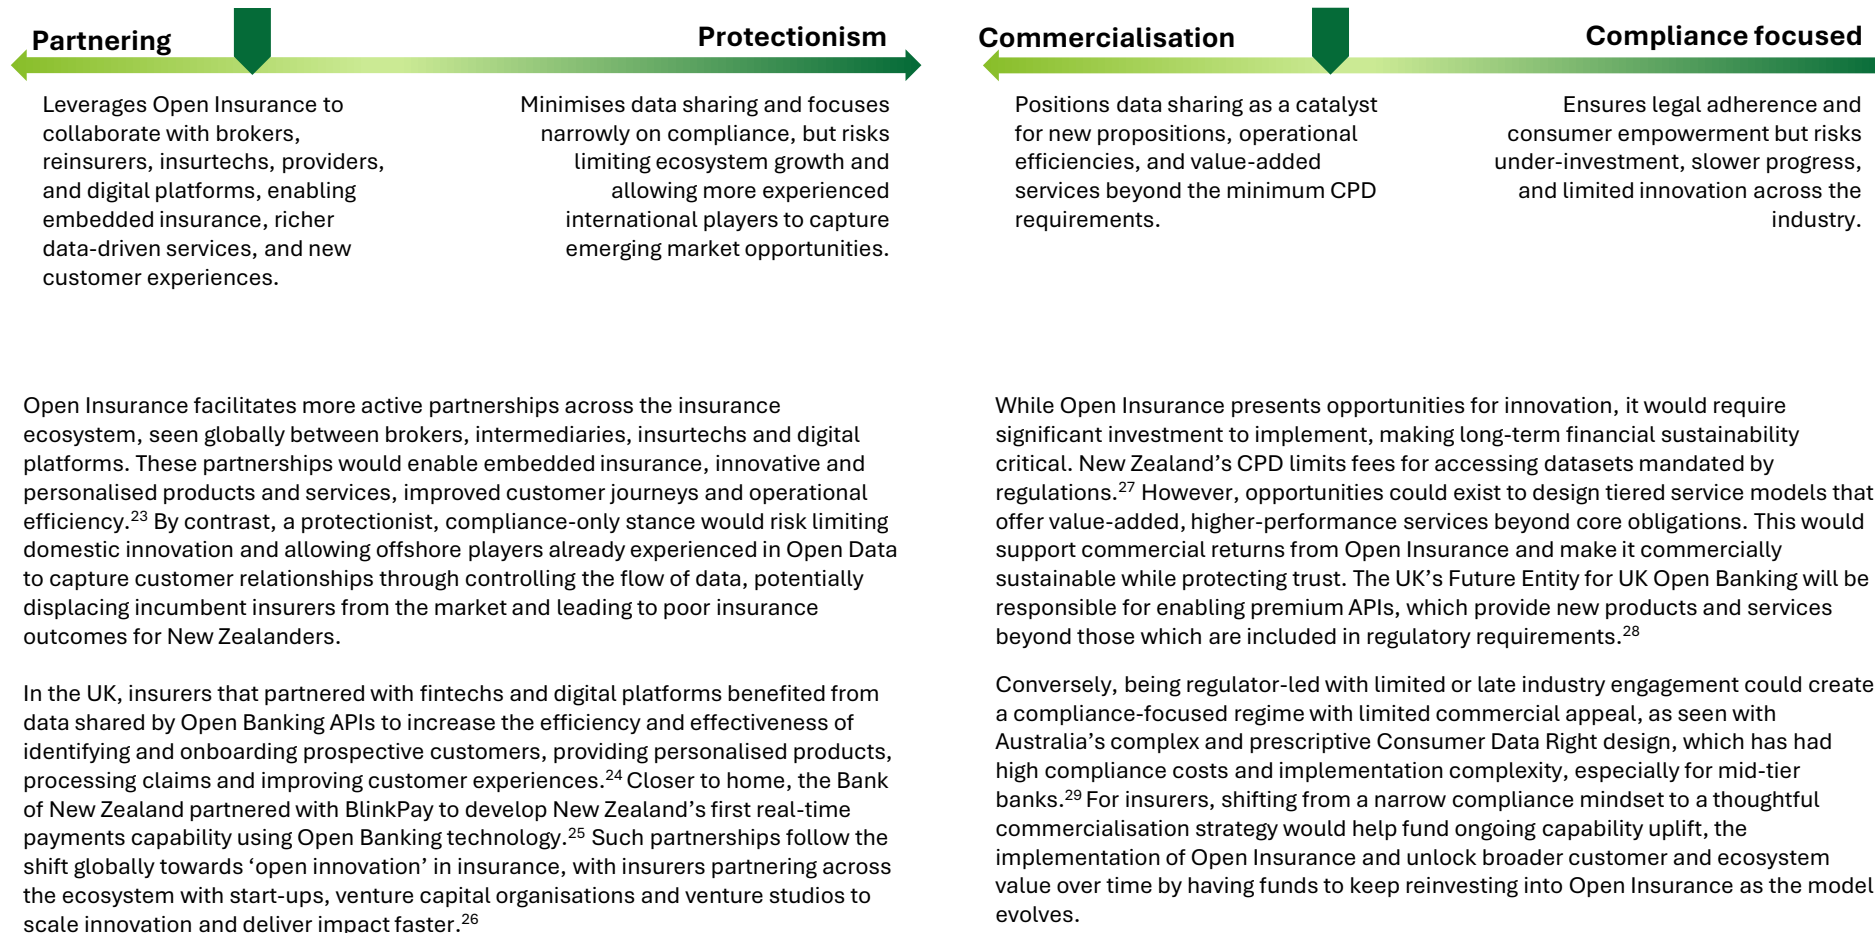 Partnering
Protectionism
Leverages Open Insurance to
collaborate with brokers,
reinsurers, insurtechs, providers,
and digital platforms, enabling
embedded insurance, richer
data-driven services, and new
customer experiences.
Minimises data sharing and focuses
narrowly on compliance, but risks
limiting ecosystem growth and
allowing more experienced
international players to capture
emerging market opportunities.
Open Insurance facilitates more active partnerships across the insurance
ecosystem, seen globally between brokers, intermediaries, insurtechs and digital
platforms. These partnerships would enable embedded insurance, innovative and
personalised products and services, improved customer journeys and operational
efficiency.23 By contrast, a protectionist, compliance-only stance would risk limiting
domestic innovation and allowing offshore players already experienced in Open Data
to capture customer relationships through controlling the flow of data, potentially
displacing incumbent insurers from the market and leading to poor insurance
outcomes for New Zealanders.
In the UK, insurers that partnered with fintechs and digital platforms benefited from
data shared by Open Banking APIs to increase the efficiency and effectiveness of
identifying and onboarding prospective customers, providing personalised products,
processing claims and improving customer experiences.24 Closer to home, the Bank
of New Zealand partnered with BlinkPay to develop New Zealand's first real-time
payments capability using Open Banking technology.25 Such partnerships follow the
shift globally towards 'open innovation' in insurance, with insurers partnering across
the ecosystem with start-ups, venture capital organisations and venture studios to
scale innovation and deliver impact faster.26
Commercialisation
Compliance focused
Positions data sharing as a catalyst
for new propositions, operational
efficiencies, and value-added
services beyond the minimum CPD
requirements.
Ensures legal adherence and
consumer empowerment but risks
under-investment, slower progress,
and limited innovation across the
industry.
While Open Insurance presents opportunities for innovation, it would require
significant investment to implement, making long-term financial sustainability
critical. New Zealand's CPD limits fees for accessing datasets mandated by
regulations.27 However, opportunities could exist to design tiered service models that
offer value-added, higher-performance services beyond core obligations. This would
support commercial returns from Open Insurance and make it commercially
sustainable while protecting trust. The UK's Future Entity for UK Open Banking will be
responsible for enabling premium APIs, which provide new products and services
beyond those which are included in regulatory requirements.28
Conversely, being regulator-led with limited or late industry engagement could create
a compliance-focused regime with limited commercial appeal, as seen with
Australia's complex and prescriptive Consumer Data Right design, which has had
high compliance costs and implementation complexity, especially for mid-tier
banks.29 For insurers, shifting from a narrow compliance mindset to a thoughtful
commercialisation strategy would help fund ongoing capability uplift, the
implementation of Open Insurance and unlock broader customer and ecosystem
value over time by having funds to keep reinvesting into Open Insurance as the model
evolves.